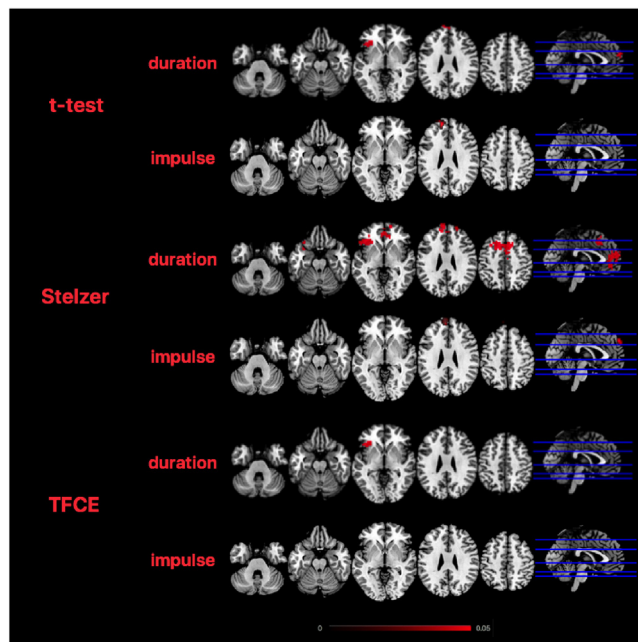 duration
t-test
impulse
duration
Stelzer
impulse
duration
TFCE
impulse
0 0.05